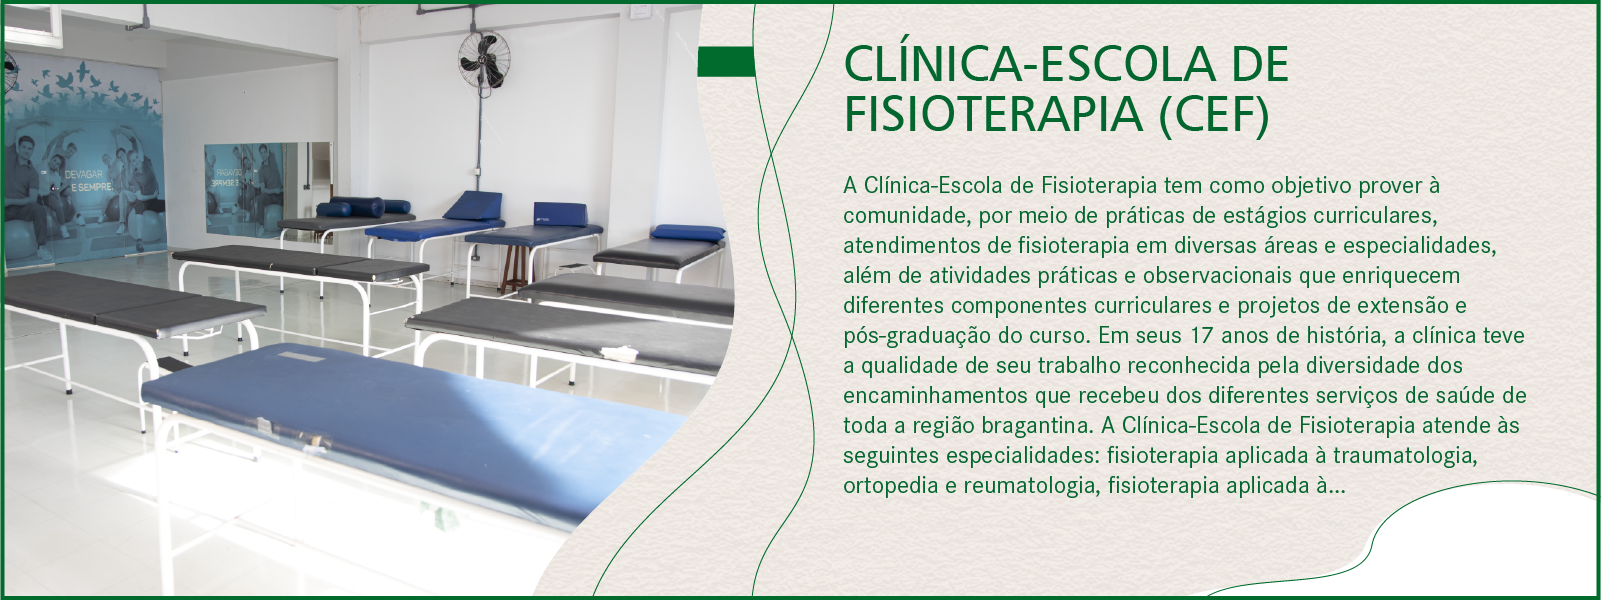 CLÍNICA-ESCOLA DE
FISIOTERAPIA (CEF)
A Clínica-Escola de Fisioterapia tem como objetivo prover à
comunidade, por meio de práticas de estágios curriculares,
atendimentos de fisioterapia em diversas áreas e especialidades,
além de atividades práticas e observacionais que enriquecem
diferentes componentes curriculares e projetos de extensão e
pós-graduação do curso. Em seus 17 anos de história, a clínica teve
a qualidade de seu trabalho reconhecida pela diversidade dos
encaminhamentos que recebeu dos diferentes serviços de saúde de
toda a região bragantina. A Clínica-Escola de Fisioterapia atende às
seguintes especialidades: fisioterapia aplicada à traumatologia,
ortopedia e reumatologia, fisioterapia aplicada à...
DEVAGAR
E SEMPRE.
DEVAGAR
E SEMPRE